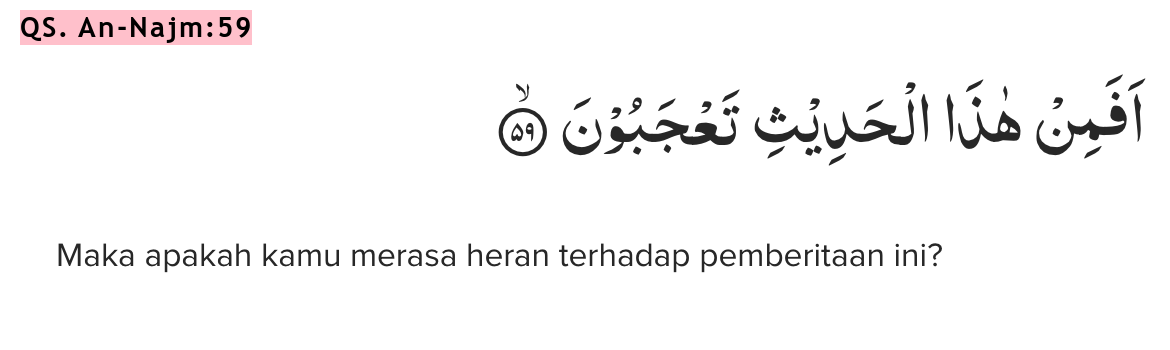 QS. An-Najm:59
اَفَمِنْ هٰذَا الْحَدِيْثِ تَعْجَبُوْنَ ۙ ٥٩
Maka apakah kamu merasa heran terhadap pemberitaan ini?